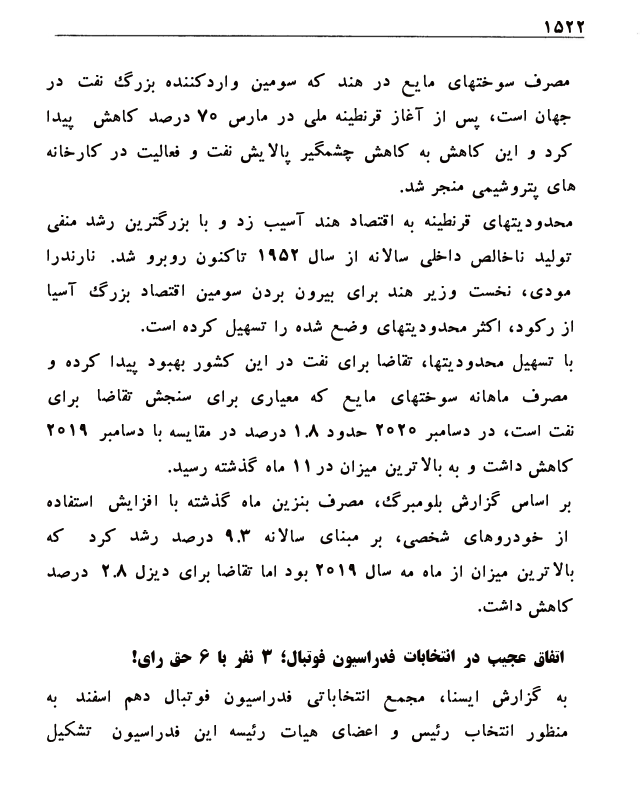 ۱۵۲۲
مصرف سوختهای مایع در هند که سومین واردکننده بزرگ نفت در
جهان است، پس از آغاز قرنطینه ملی در مارس ۷۰ درصد کاهش پیدا
کرد و این کاهش به کاهش چشمگیر پالایش نفت و فعالیت در کارخانه
های پتروشیمی منجر شد.
محدودیتهای قرنطینه به اقتصاد هند آسیب زد و با بزرگترین رشد منفی
تولید ناخالص داخلی سالانه از سال ۱۹۵۲ تاکنون روبرو شد. نارندرا
مودی، نخست وزیر هند برای بیرون بردن سومین اقتصاد بزرگ آسیا
از رکود، اکثر محدودیتهای وضع شده را تسهیل کرده است.
با تسهیل محدودیتها، تقاضا برای نفت در این کشور بهبود پیدا کرده و
مصرف ماهانه سوختهای مایع که معیاری برای سنجش تقاضا برای
نفت است، در دسامبر ۲۰۲۰ حدود ۱.۸ درصد در مقایسه با دسامبر ۲۰۱۹
کاهش داشت و به بالاترین میزان در ۱۱ ماه گذشته رسید.
بر اساس گزارش بلومبرگ، مصرف بنزین ماه گذشته با افزایش استفاده
از خودروهای شخصی، بر مبنای سالانه ۹.۳ درصد رشد کرد که
بالاترین میزان از ماه مه سال ۲۰۱۹ بود اما تقاضا برای دیزل ۲.۸ درصد
کاهش داشت.
اتفاق عجیب در انتخابات فدراسیون فوتبال؛ ۳ نفر با ۶ حق رای!
به گزارش ایسنا، مجمع انتخاباتی فدراسیون فوتبال دهم اسفند به
منظور انتخاب رئیس و اعضای هیات رئیسه این فدراسیون تشکیل